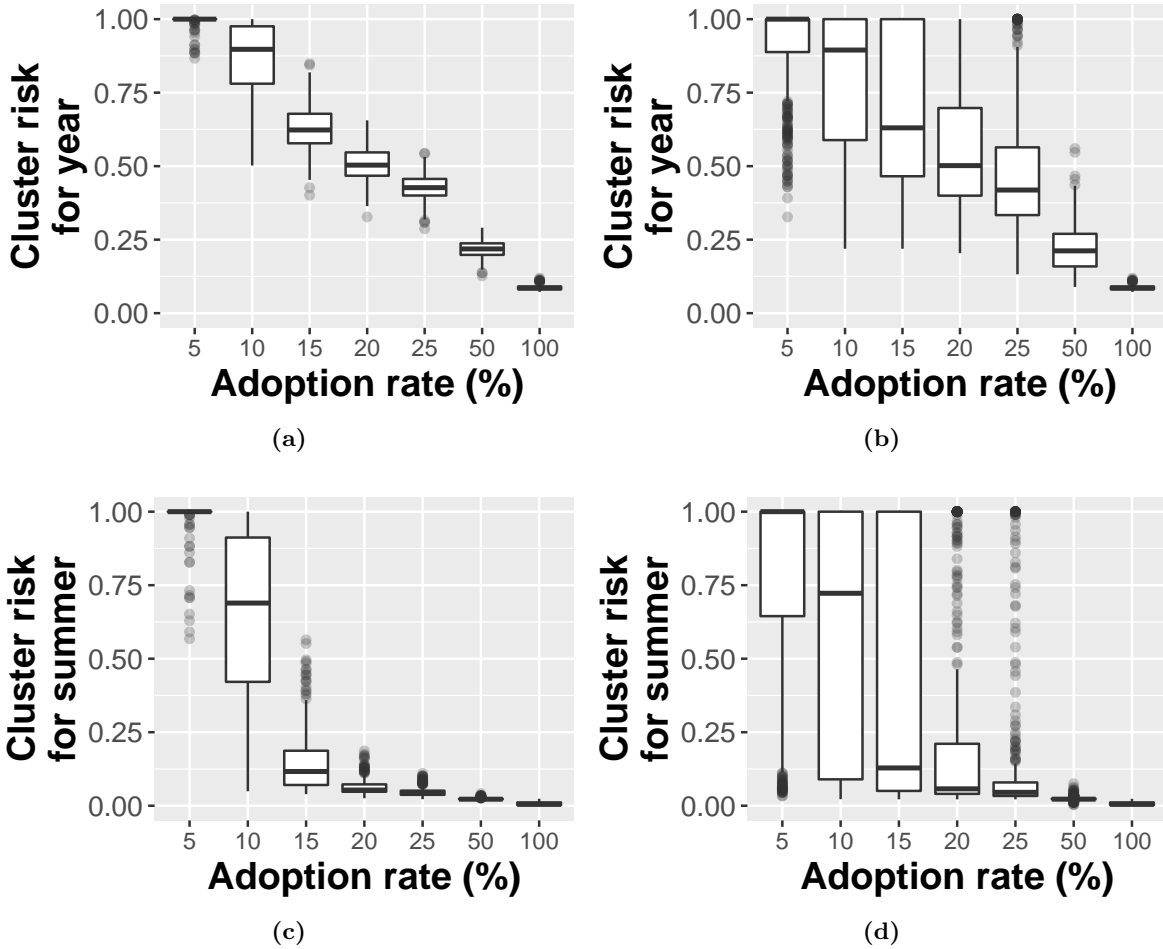 Cluster risk
for year
1.00
0.75
0.50
0.25
0.00
5 10 15 20 25 50 100
Adoption rate (%)
(a)
Cluster risk
for year
1.00
0.75
0.50
0.25
0.00
5 10 15 20 25 50 100
Adoption rate (%)
(b)
Cluster risk
for summer
1.00
0.75
0.50
0.25
0.00
5 10 15 20 25 50 100
Adoption rate (%)
(c)
Cluster risk
for summer
1.00
0.75
0.50
0.25
0.00
5 10 15 20 25 50 100
Adoption rate (%)
(d)